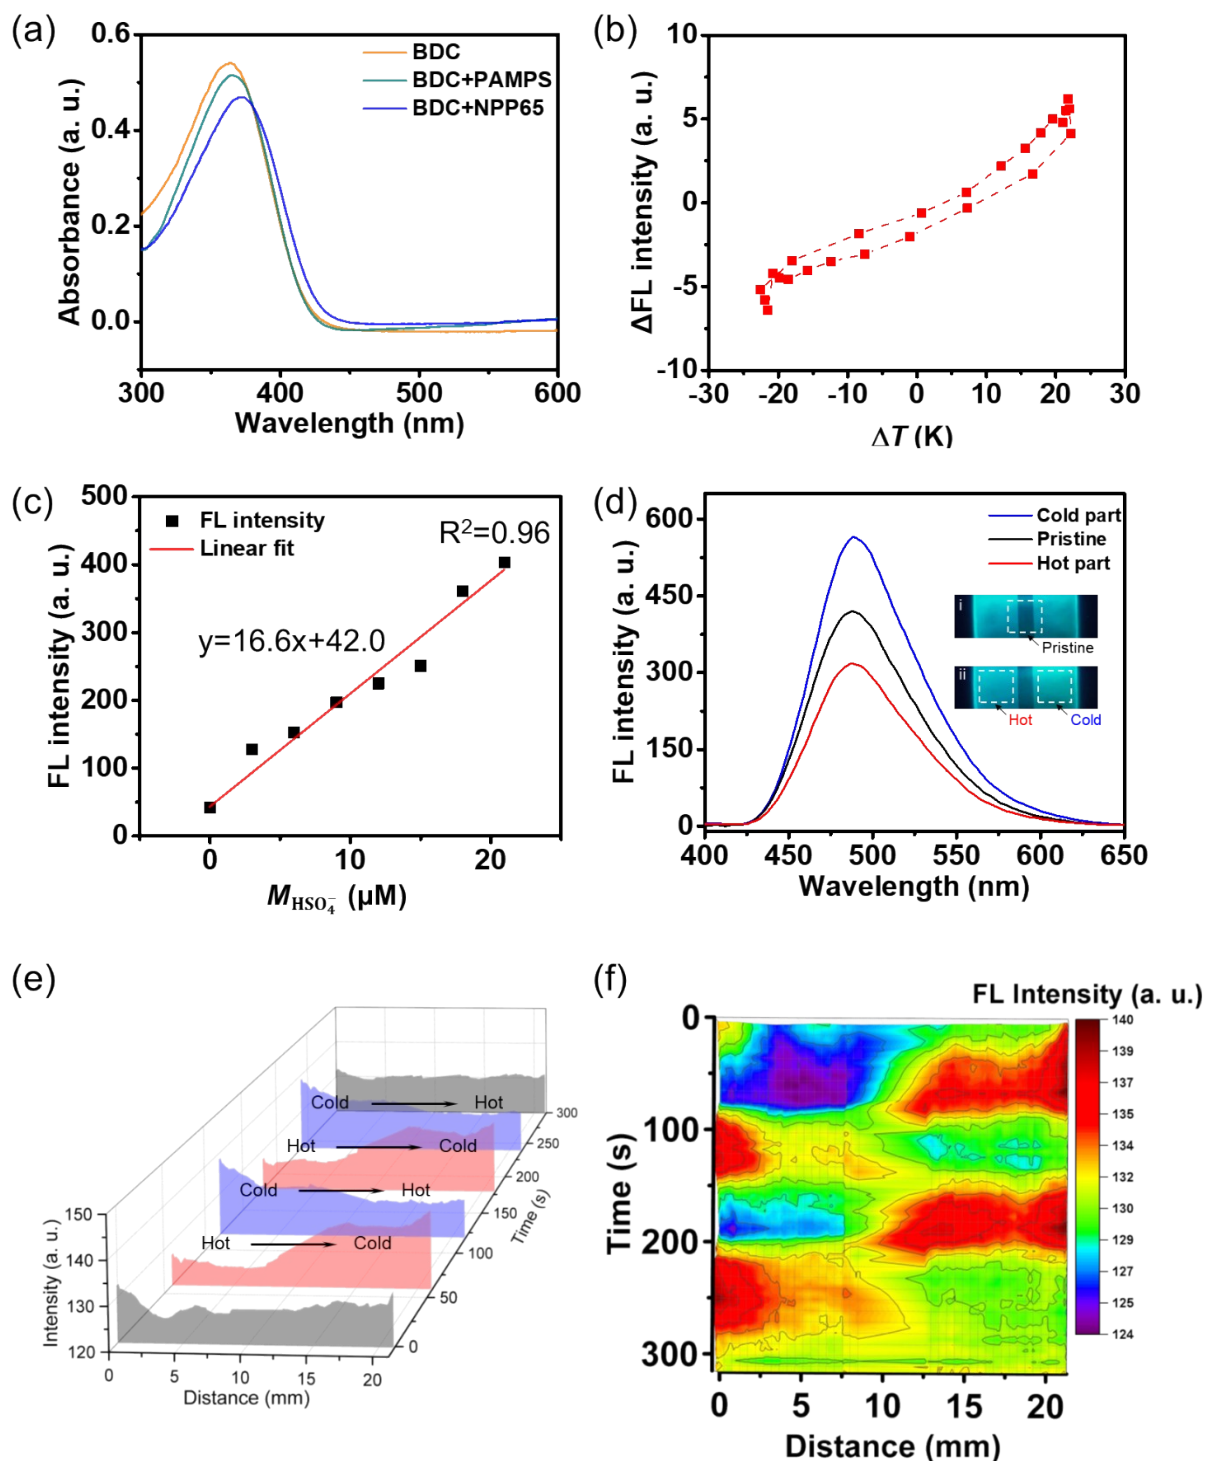 (a)
0.6
0.4
0.2
0.0
Absorbance (a. u.)
BDC
BDC+PAMPS
BDC+NPP65
300 400 500 600
Wavelength (nm)
(b)
10
5
0
-5
-10
ΔFL intensity (a. u.)
-30 -20 -10 0 10 20 30
ΔT (K)
(c)
500
400
300
200
100
0
FL intensity (a. u.)
FL intensity
Linear fit
R²=0.96
y=16.6x+42.0
0 10 20
M HSO₄⁻ (μM)
(d)
600
450
300
150
0
FL intensity (a. u.)
Cold part
Pristine
Hot part
i
Pristine
ii
Hot Cold
400 450 500 550 600 650
Wavelength (nm)
(e)
Cold Hot
Hot Cold
Cold Hot
Hot Cold
150
140
130
120
Intensity (a. u.)
0 5 10 15 20
Distance (mm)
300
250
200
150
100
50
0
Time (s)
(f)
FL Intensity (a. u.)
0
100
200
300
Time (s)
0 5 10 15 20
Distance (mm)
140
139
137
136
135
133
132
131
129
128
127
125
124